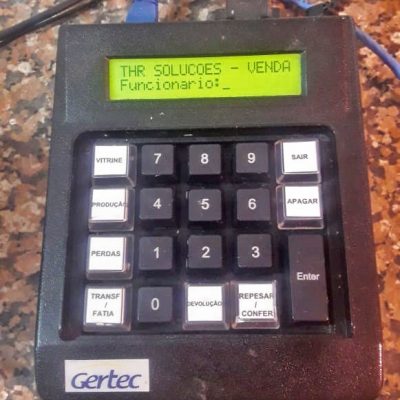 THR SOLUCOES - VENDA
Funcionario:_
VITRINE 7 8 9 SAIR
PRODUÇÃO 4 5 6 APAGAR
PERDAS 1 2 3
Enter
TRANSF
/
FATIA
0
DEVOLUÇÃO
REPESAR
/
CONFER
Gertec